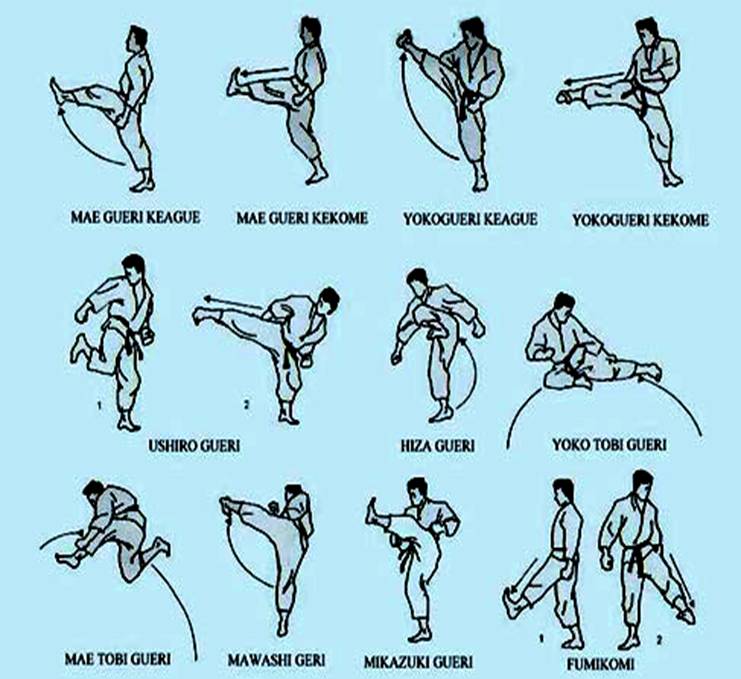 MAE GUERI KEAGUE MAE GUERI KEKOME YOKOGUERI KEAGUE YOKOGUERI KEKOME
1 2
USHIRO GUERI HIZA GUERI YOKO TOBI GUERI
1 2
MAE TOBI GUERI MAWASHI GERI MIKAZUKI GUERI FUMIKOMI